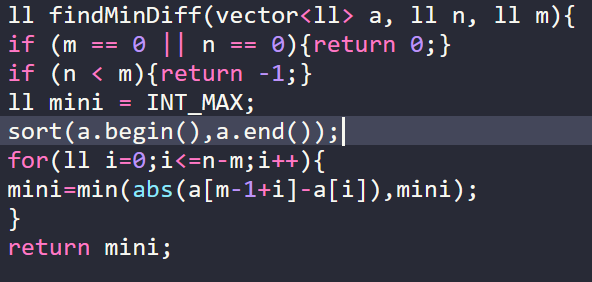 ll findMinDiff(vector<ll> a, ll n, ll m){
if (m == 0 || n == 0){return 0;}
if (n < m){return -1;}
ll mini = INT_MAX;
sort(a.begin(),a.end());
for(ll i=0;i<=n-m;i++){
mini=min(abs(a[m-1+i]-a[i]),mini);
}
return mini;